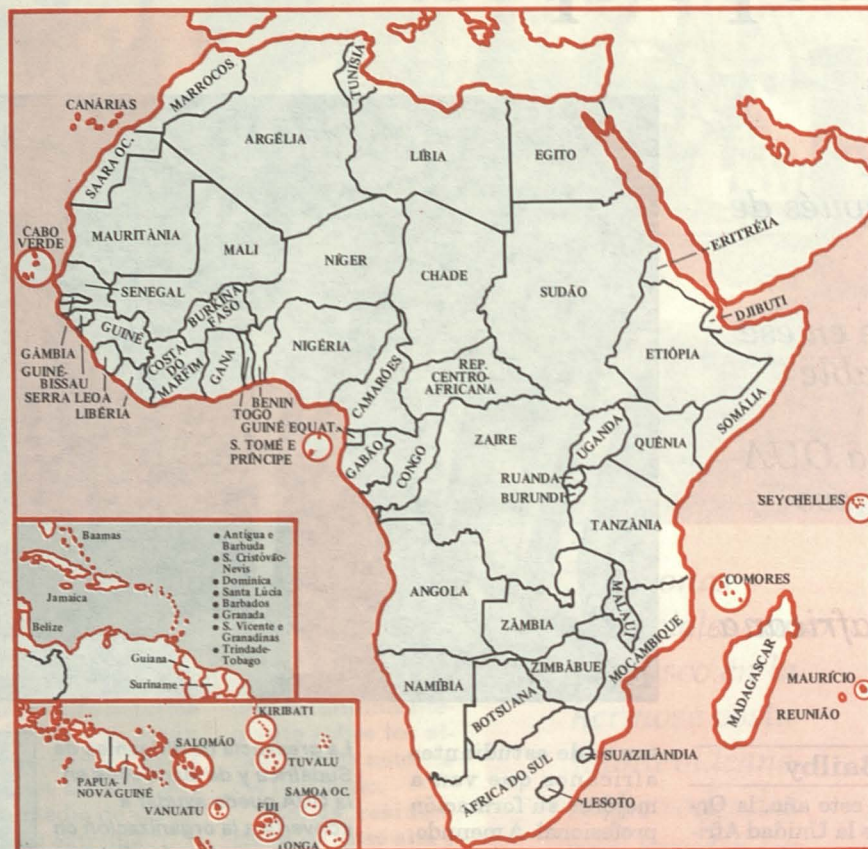 MARROCOS
TUNISIA
CANÁRIAS
ARGÉLIA
LÍBIA
EGITO
SAARA OC.
CABO
VERDE
MAURITÂNIA
MALI
NÍGER
CHADE
SUDÃO
ERITRÉIA
SENEGAL
BURKINA
FASO
DJIBUTI
GUINÉ
NIGÉRIA
ETIÓPIA
GÂMBIA
GUINÉ-
BISSAU
SERRA LEOA
LIBÉRIA
COSTA
DO
MARFIM
GANA
TOGO
BENIN
CAMARÕES
REP.
CENTRO-
AFRICANA
SOMÁLIA
GUINÉ EQUAT.
S. TOMÉ E
PRÍNCIPE
GABÃO
CONGO
ZAIRE
UGANDA
QUÊNIA
RUANDA
BURUNDI
SEYCHELLES
TANZÂNIA
COMORES
ANGOLA
MALAUÍ
ZÂMBIA
MOÇAMBIQUE
ZIMBÁBUE
NAMÍBIA
BOTSUANA
MADAGASCAR
MAURÍCIO
REUNIÃO
SUAZILÂNDIA
ÁFRICA DO SUL
LESOTO
Baamas
Jamaica
Belize
Guiana
Suriname
• Antígua e
Barbuda
• S. Cristóvão-
Nevis
• Dominica
• Santa Lúcia
• Barbados
• Granada
• S. Vicente e
Granadinas
• Trindade-
Tobago
KIRIBATI
SALOMÃO
TUVALU
PAPUA-
NOVA GUINÉ
SAMOA OC.
VANUATU
FIJI
TONGA